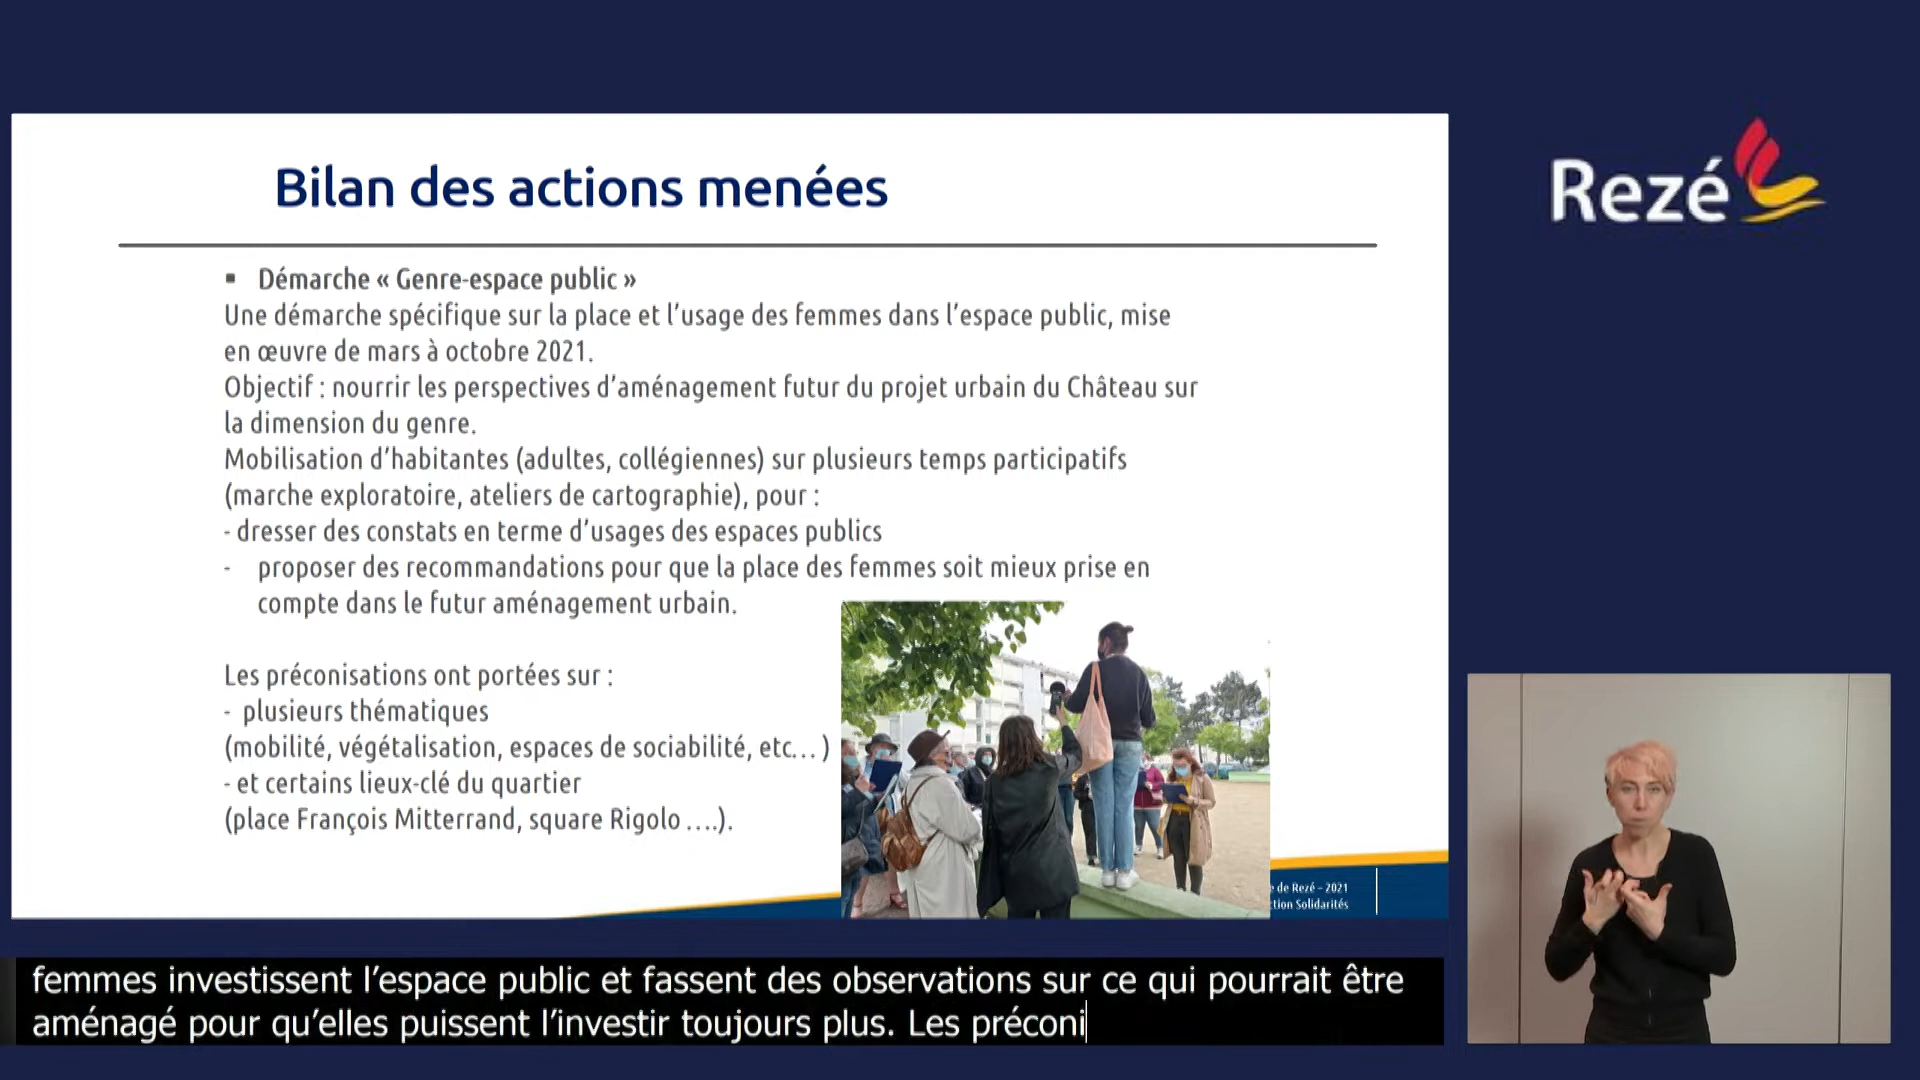 Bilan des actions menées
Rezé
▪ Démarche « Genre-espace public »
Une démarche spécifique sur la place et l’usage des femmes dans l’espace public, mise
en œuvre de mars à octobre 2021.
Objectif : nourrir les perspectives d’aménagement futur du projet urbain du Château sur
la dimension du genre.
Mobilisation d’habitantes (adultes, collégiennes) sur plusieurs temps participatifs
(marche exploratoire, ateliers de cartographie), pour :
- dresser des constats en terme d’usages des espaces publics
- proposer des recommandations pour que la place des femmes soit mieux prise en
compte dans le futur aménagement urbain.
Les préconisations ont portées sur :
- plusieurs thématiques
(mobilité, végétalisation, espaces de sociabilité, etc… )
- et certains lieux-clé du quartier
(place François Mitterrand, square Rigolo ….).
de Rezé – 2021
Solidarités
femmes investissent l’espace public et fassent des observations sur ce qui pourrait être
aménagé pour qu’elles puissent l’investir toujours plus. Les préconi